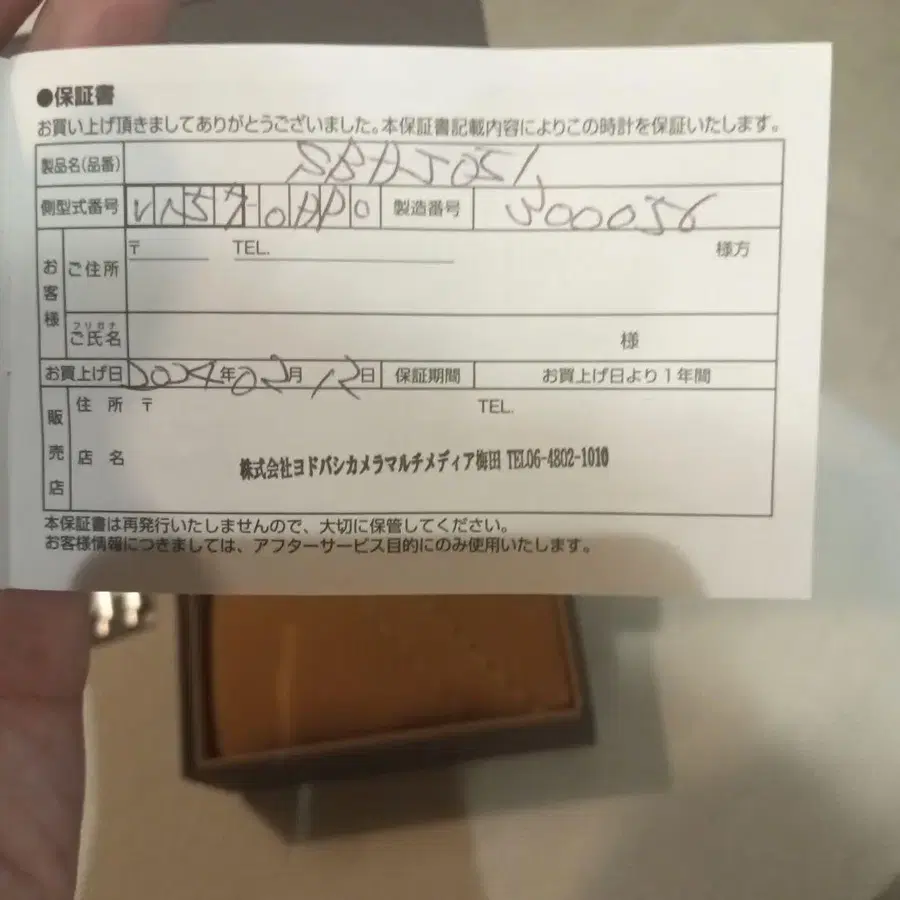 ●保証書
お買い上げ頂きましてありがとうございました。本保証書記載内容によりこの時計を保証いたします。
製品名(品番) SBHJ051
側型式番号 VN57-0HP0 製造番号 300056
お客様 ご住所 〒 TEL. 様方
フリガナ
ご氏名 様
お買上げ日 2024年02月12日 保証期間 お買上げ日より1年間
販売店 住所 〒 TEL.
店名 株式会社ヨドバシカメラマルチメディア梅田 TEL06-4802-1010
本保証書は再発行いたしませんので、大切に保管してください。
お客様情報につきましては、アフターサービス目的にのみ使用いたします。